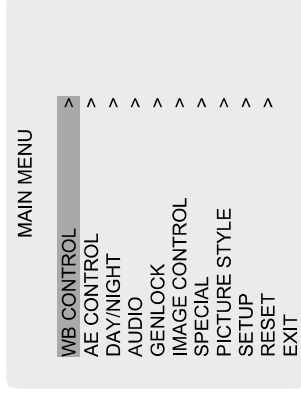 MAIN MENU
WB CONTROL >
AE CONTROL >
DAY/NIGHT >
AUDIO >
GENLOCK >
IMAGE CONTROL >
SPECIAL >
PICTURE STYLE >
SETUP >
RESET >
EXIT